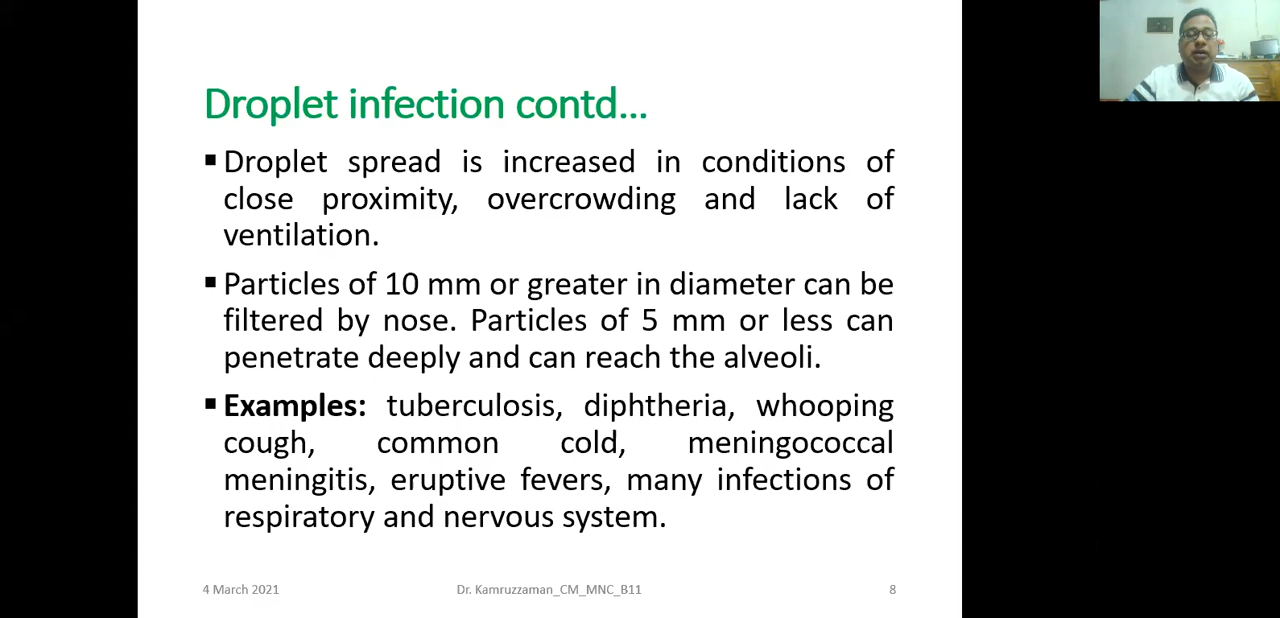 Droplet infection contd...
▪ Droplet spread is increased in conditions of
close proximity, overcrowding and lack of
ventilation.
▪ Particles of 10 mm or greater in diameter can be
filtered by nose. Particles of 5 mm or less can
penetrate deeply and can reach the alveoli.
▪ Examples: tuberculosis, diphtheria, whooping
cough, common cold, meningococcal
meningitis, eruptive fevers, many infections of
respiratory and nervous system.
4 March 2021 Dr. Kamruzzaman_CM_MNC_B11 8